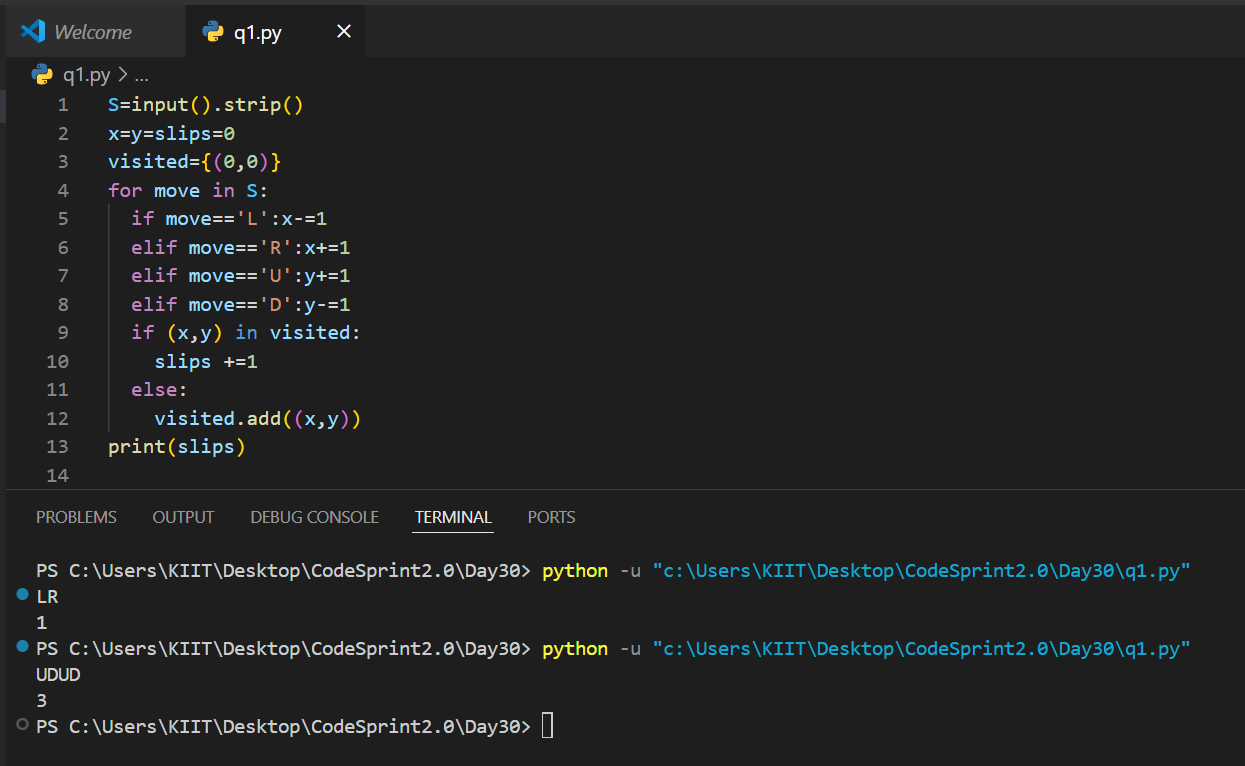 Welcome
q1.py
q1.py > ...
1 S=input().strip()
2 x=y=slips=0
3 visited={(0,0)}
4 for move in S:
5   if move=='L':x-=1
6   elif move=='R':x+=1
7   elif move=='U':y+=1
8   elif move=='D':y-=1
9   if (x,y) in visited:
10     slips +=1
11   else:
12     visited.add((x,y))
13 print(slips)
14
PROBLEMS OUTPUT DEBUG CONSOLE TERMINAL PORTS
PS C:\Users\KIIT\Desktop\CodeSprint2.0\Day30> python -u "c:\Users\KIIT\Desktop\CodeSprint2.0\Day30\q1.py"
LR
1
PS C:\Users\KIIT\Desktop\CodeSprint2.0\Day30> python -u "c:\Users\KIIT\Desktop\CodeSprint2.0\Day30\q1.py"
UDUD
3
PS C:\Users\KIIT\Desktop\CodeSprint2.0\Day30>